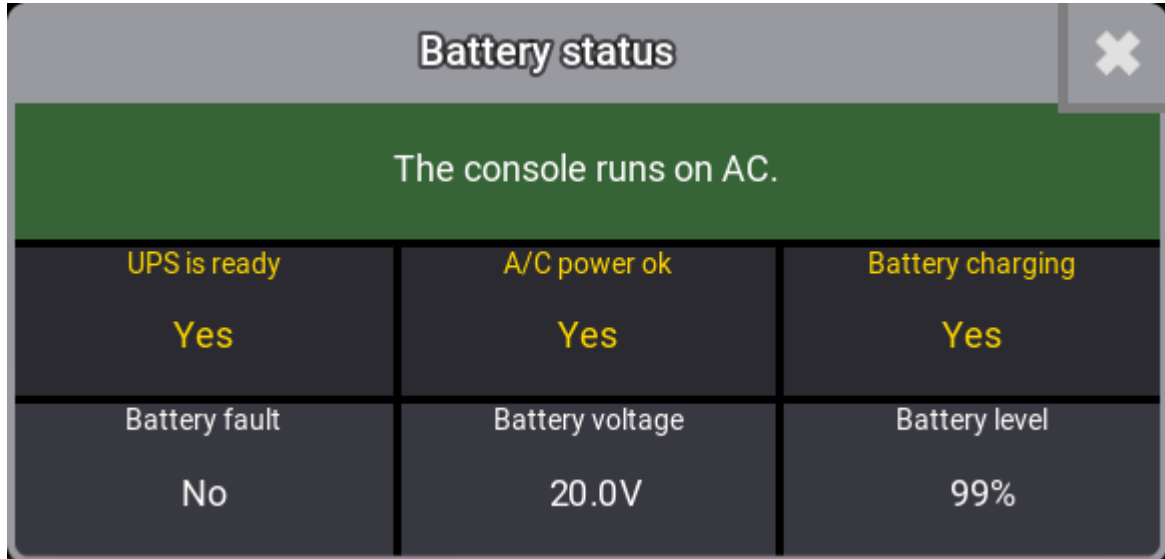 Battery status
The console runs on AC.
UPS is ready
A/C power ok
Battery charging
Yes
Yes
Yes
Battery fault
Battery voltage
Battery level
No
20.0V
99%